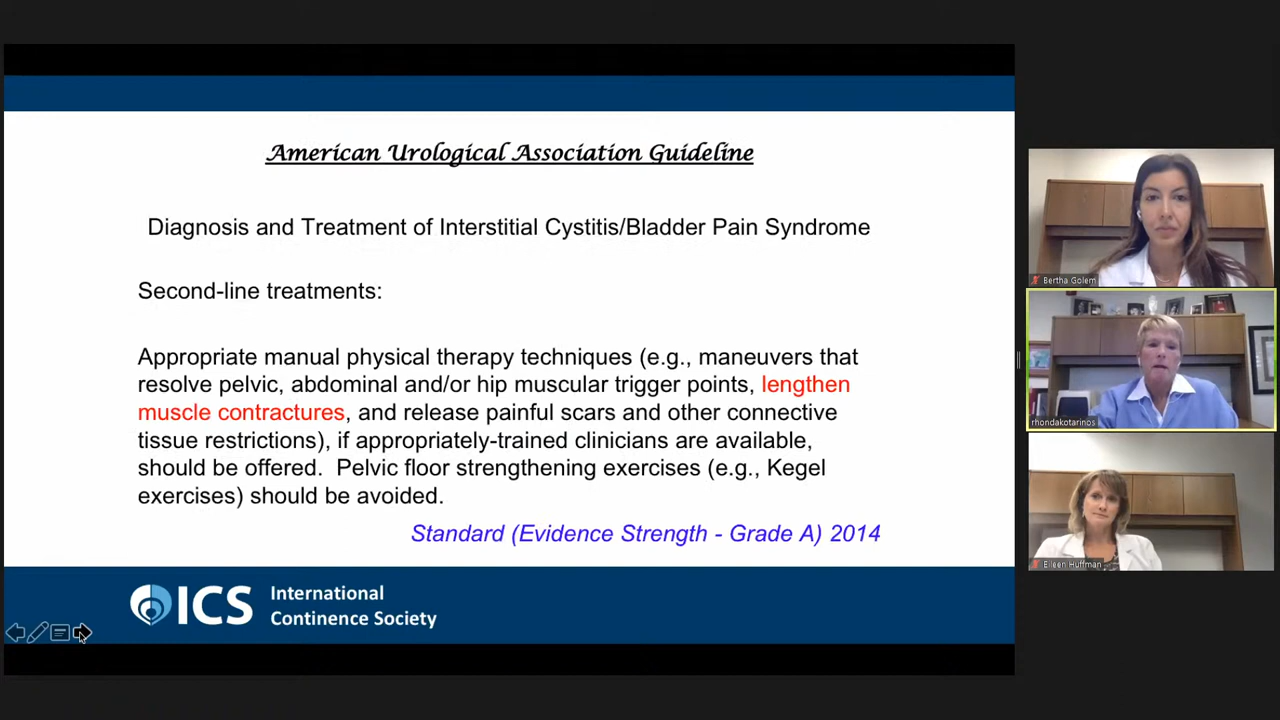 American Urological Association Guideline
Diagnosis and Treatment of Interstitial Cystitis/Bladder Pain Syndrome
Second-line treatments:
Appropriate manual physical therapy techniques (e.g., maneuvers that
resolve pelvic, abdominal and/or hip muscular trigger points, lengthen
muscle contractures, and release painful scars and other connective
tissue restrictions), if appropriately-trained clinicians are available,
should be offered.  Pelvic floor strengthening exercises (e.g., Kegel
exercises) should be avoided.
Standard (Evidence Strength - Grade A) 2014
ICS
International
Continence Society
Bertha Golem
rhondakotarinos
Eileen Huffman